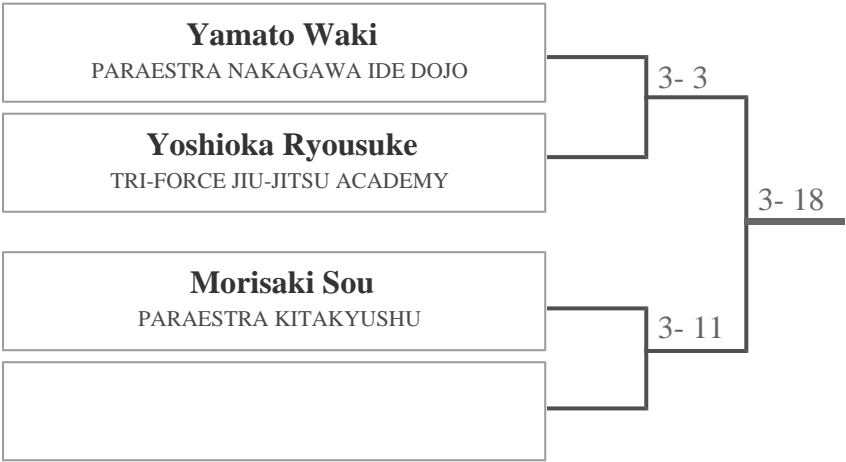 Yamato Waki
PARAESTRA NAKAGAWA IDE DOJO
3- 3
Yoshioka Ryousuke
TRI-FORCE JIU-JITSU ACADEMY
3- 18
Morisaki Sou
PARAESTRA KITAKYUSHU
3- 11